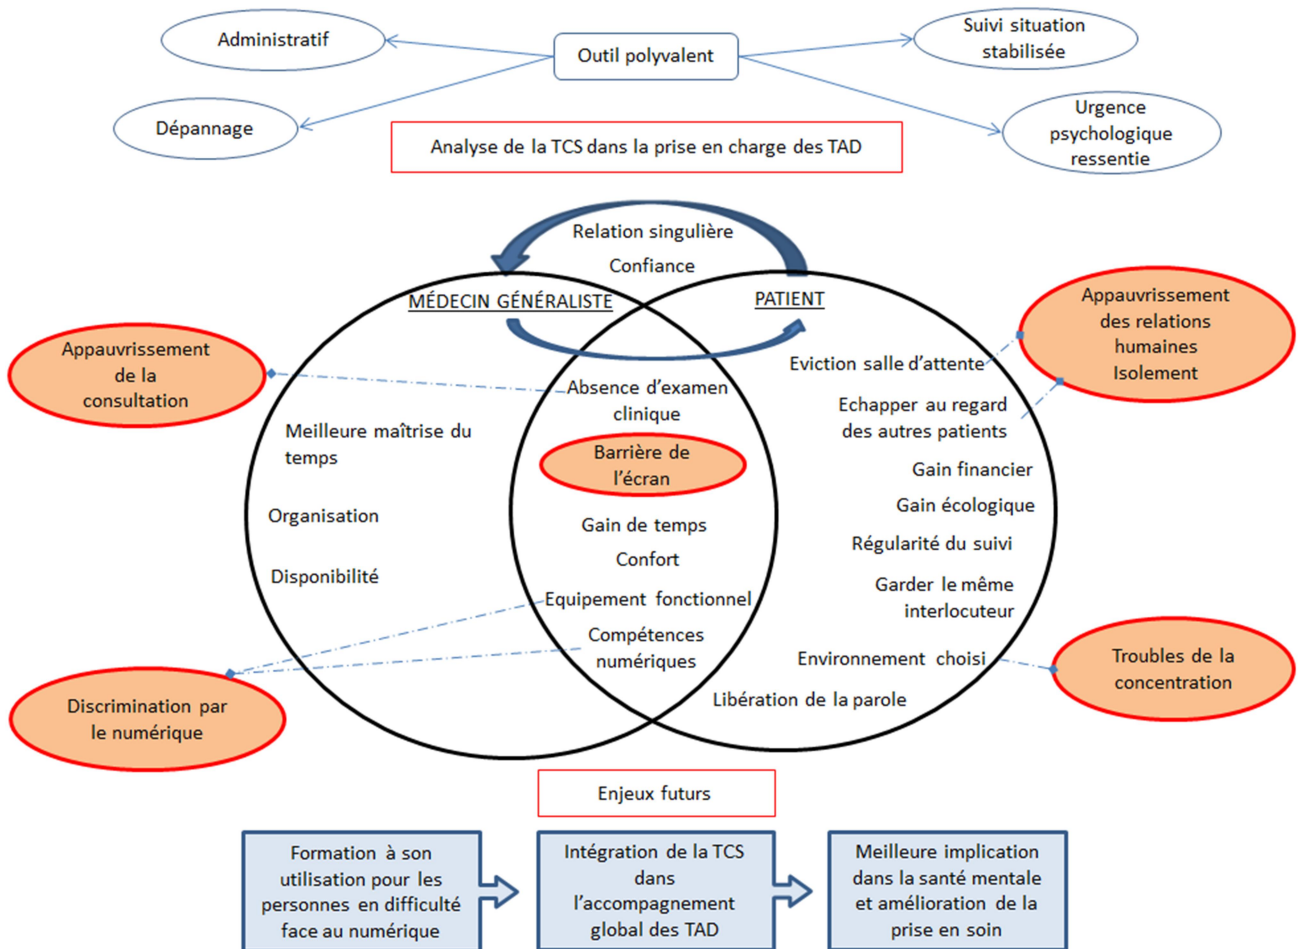 Administratif
Outil polyvalent
Suivi situation
stabilisée
Dépannage
Urgence
psychologique
ressentie
Analyse de la TCS dans la prise en charge des TAD
Relation singulière
Confiance
MÉDECIN GÉNÉRALISTE
PATIENT
Appauvrissement
de la
consultation
Appauvrissement
des relations
humaines
Isolement
Eviction salle d'attente
Absence d'examen
clinique
Echapper au regard
des autres patients
Meilleure maîtrise du
temps
Barrière de
l'écran
Gain financier
Gain écologique
Organisation
Gain de temps
Régularité du suivi
Confort
Disponibilité
Garder le même
interlocuteur
Equipement fonctionnel
Compétences
numériques
Environnement choisi
Troubles de la
concentration
Libération de la parole
Discrimination par
le numérique
Enjeux futurs
Formation à son
utilisation pour les
personnes en difficulté
face au numérique
Intégration de la TCS
dans
l'accompagnement
global des TAD
Meilleure implication
dans la santé mentale
et amélioration de la
prise en soin